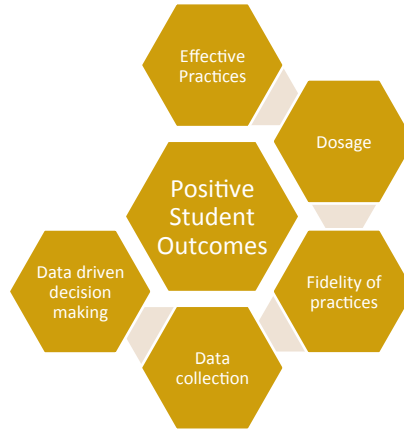 Effective
Practices
Dosage
Positive
Student
Outcomes
Fidelity of
practices
Data driven
decision
making
Data
collection